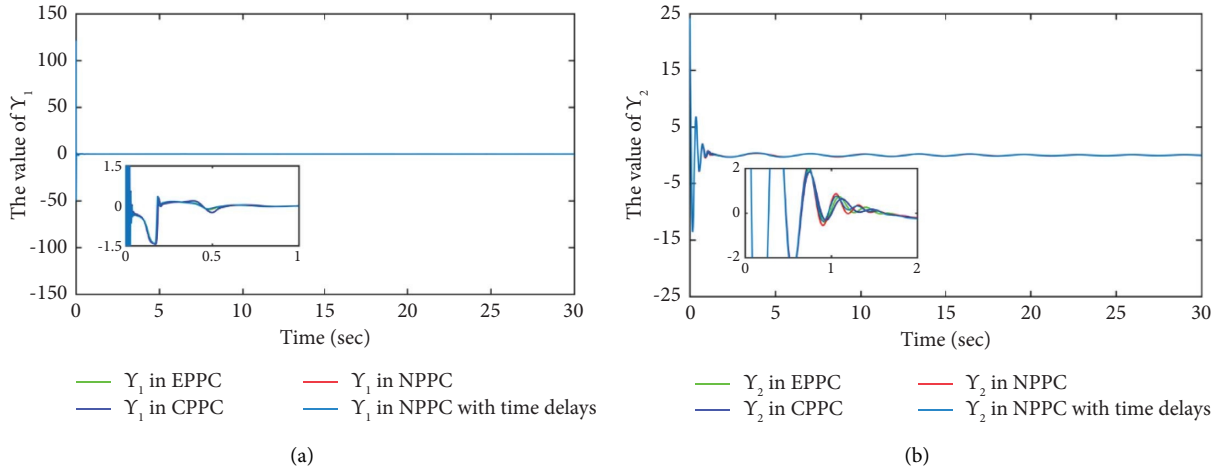 The value of ϒ1
150
100
50
0
-50
-100
-150
1.5
0
-1.5
0 0.5 1
0 5 10 15 20 25 30
Time (sec)
ϒ1 in EPPC
ϒ1 in NPPC
ϒ1 in CPPC
ϒ1 in NPPC with time delays
(a)
The value of ϒ2
25
15
5
-5
-15
-25
2
0
-2
0 1 2
0 5 10 15 20 25 30
Time (sec)
ϒ2 in EPPC
ϒ2 in NPPC
ϒ2 in CPPC
ϒ2 in NPPC with time delays
(b)